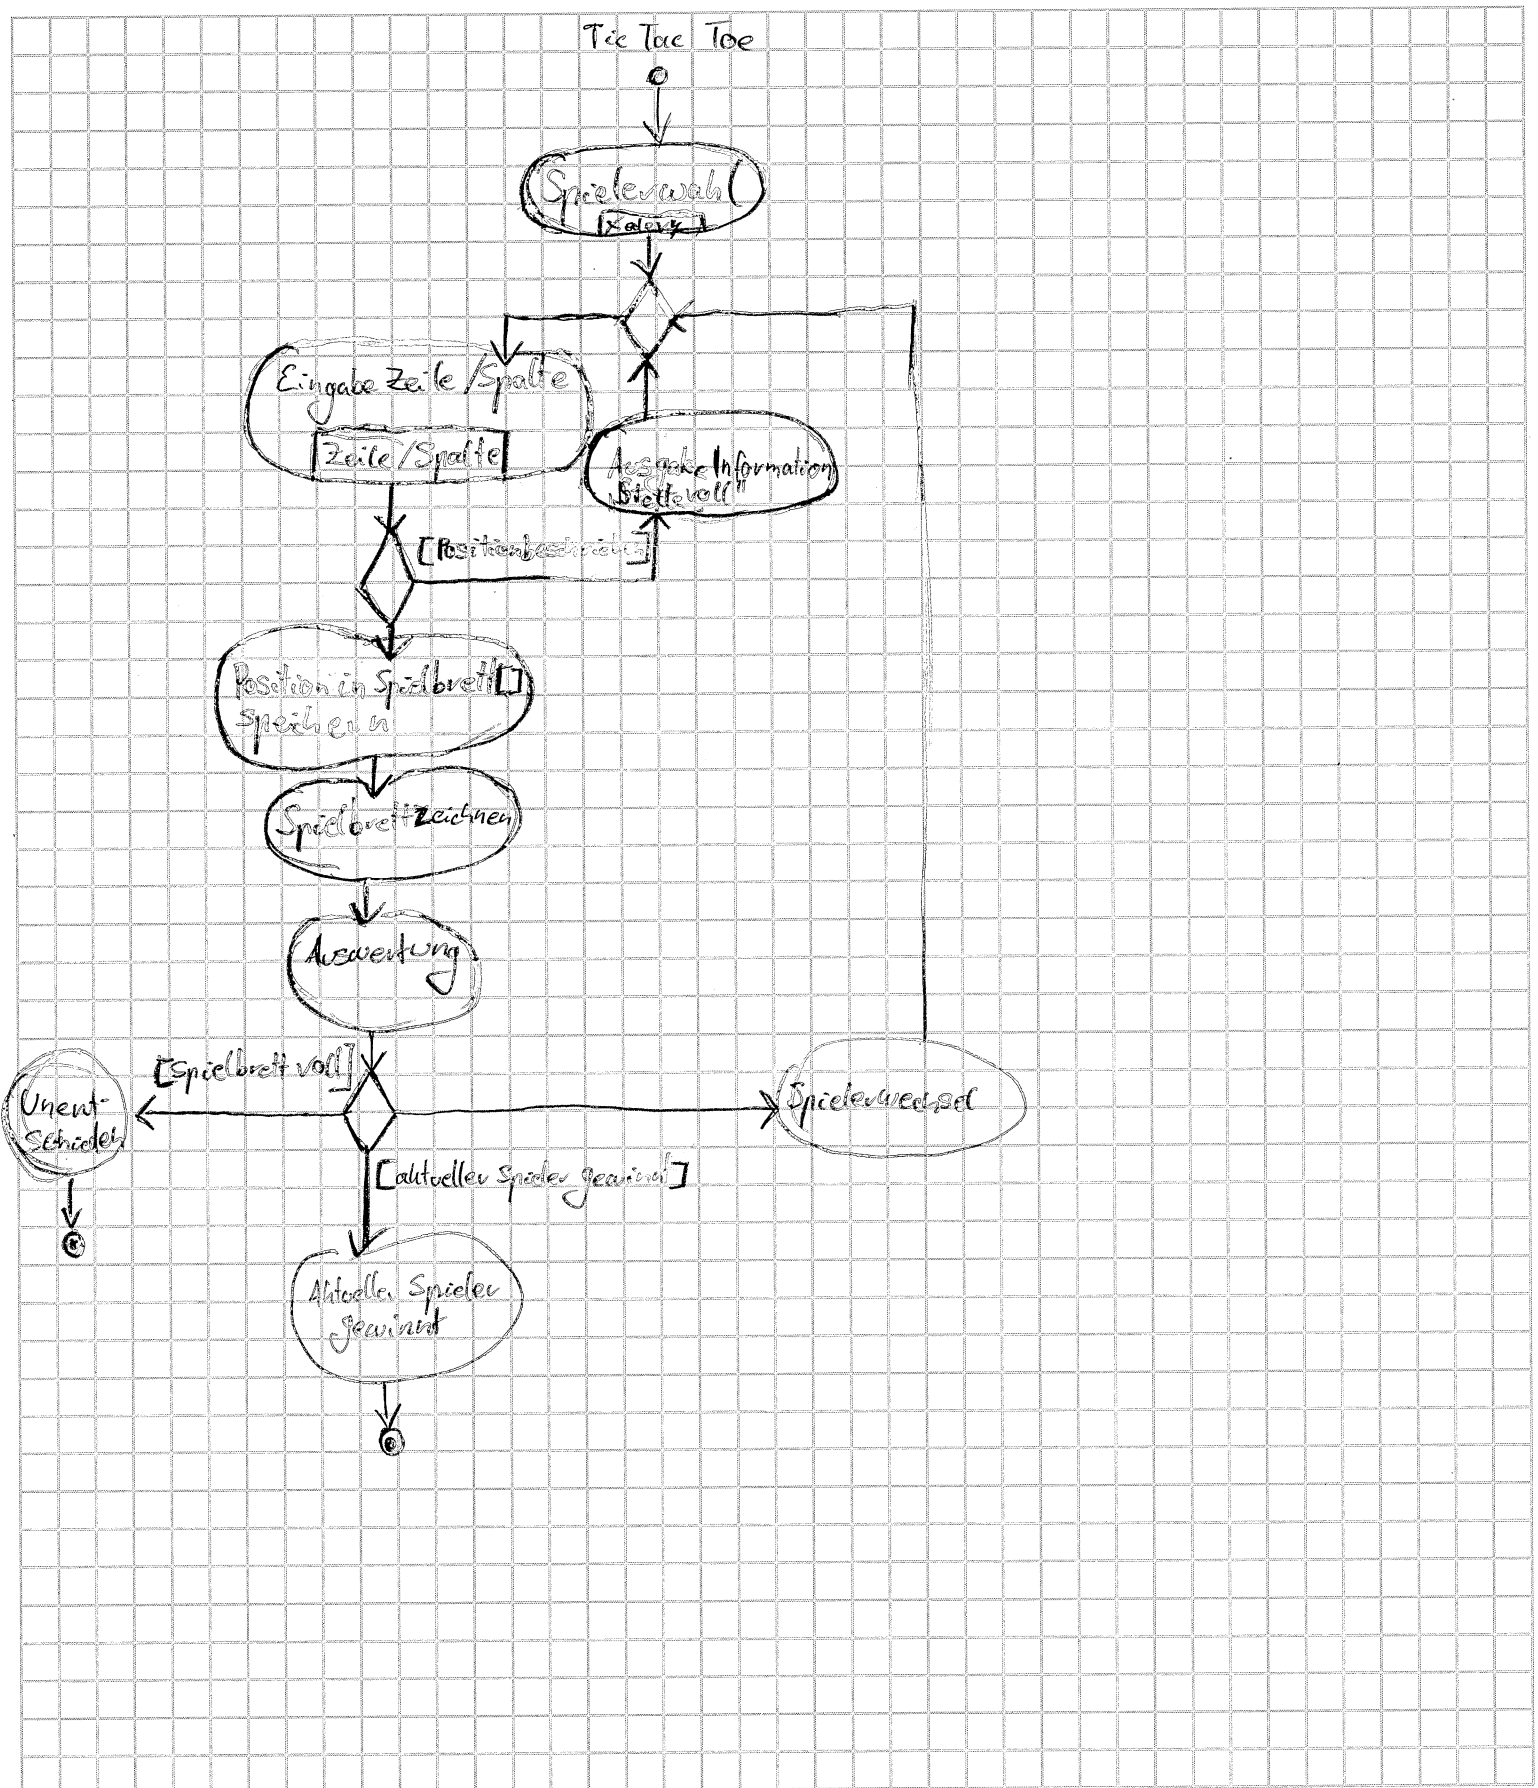 Tic Tac Toe
Spielerwahl
Eingabe Zeile/Spalte
Zeile/Spalte
Ausgabe Information
"Stelle voll"
[Position beschrieben]
Position in Spielbrett[]
speichern
Spielbrett zeichnen
Auswertung
[Spielbrett voll]
Unent-
schieden
Spielerwechsel
[aktueller Spieler gewinnt]
Aktueller Spieler
gewinnt